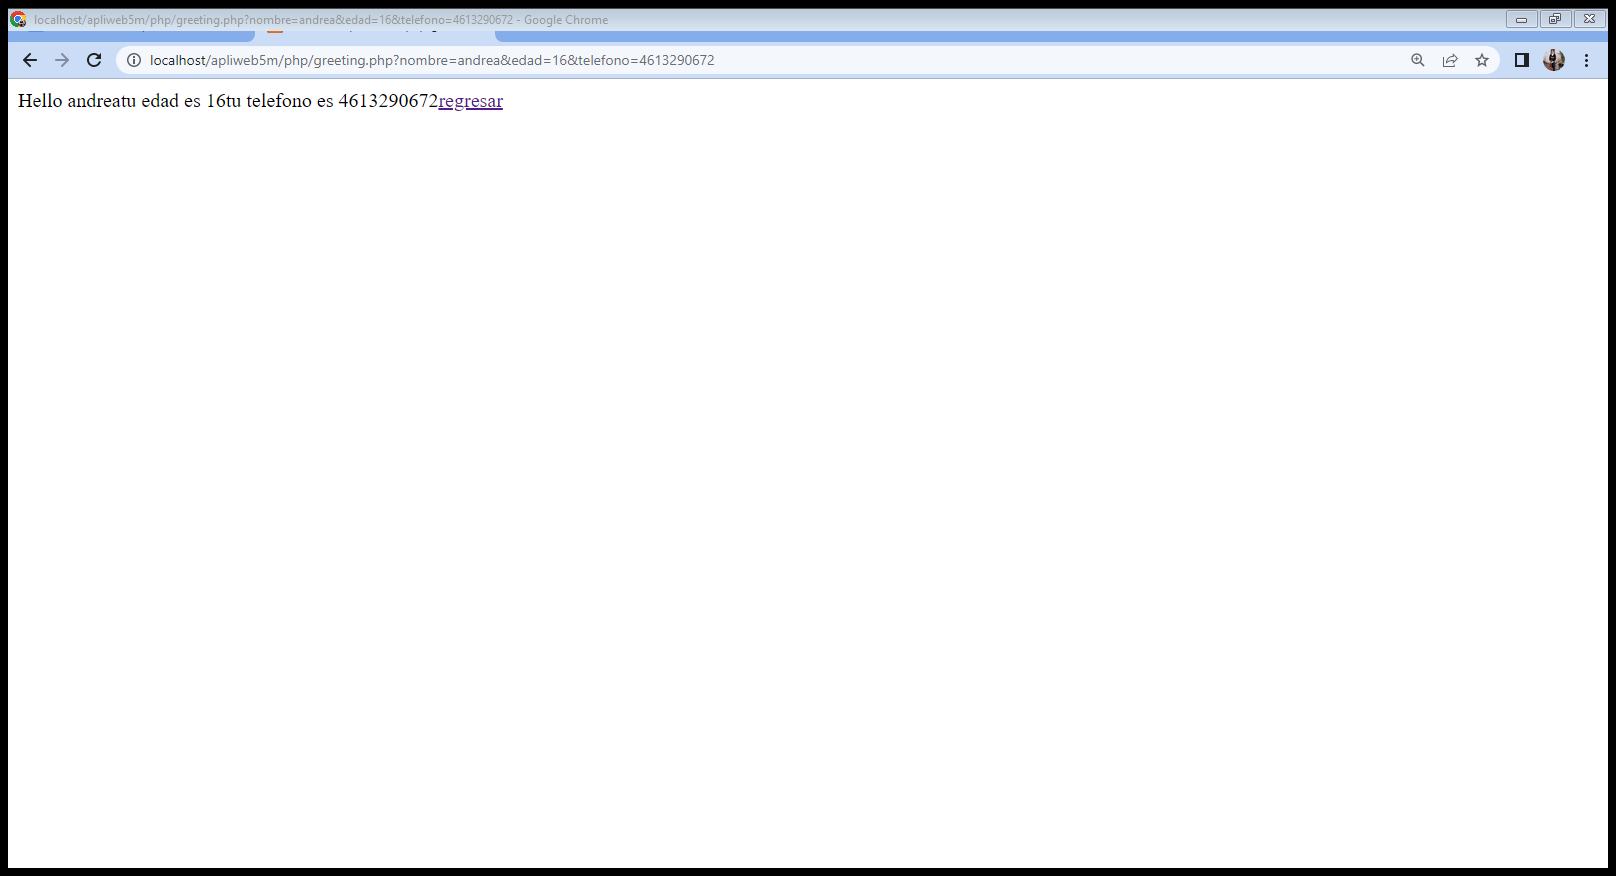 localhost/apliweb5m/php/greeting.php?nombre=andrea&edad=16&telefono=4613290672 - Google Chrome
localhost/apliweb5m/php/greeting.php?nombre=andrea&edad=16&telefono=4613290672
Hello andreatu edad es 16tu telefono es 4613290672regresar